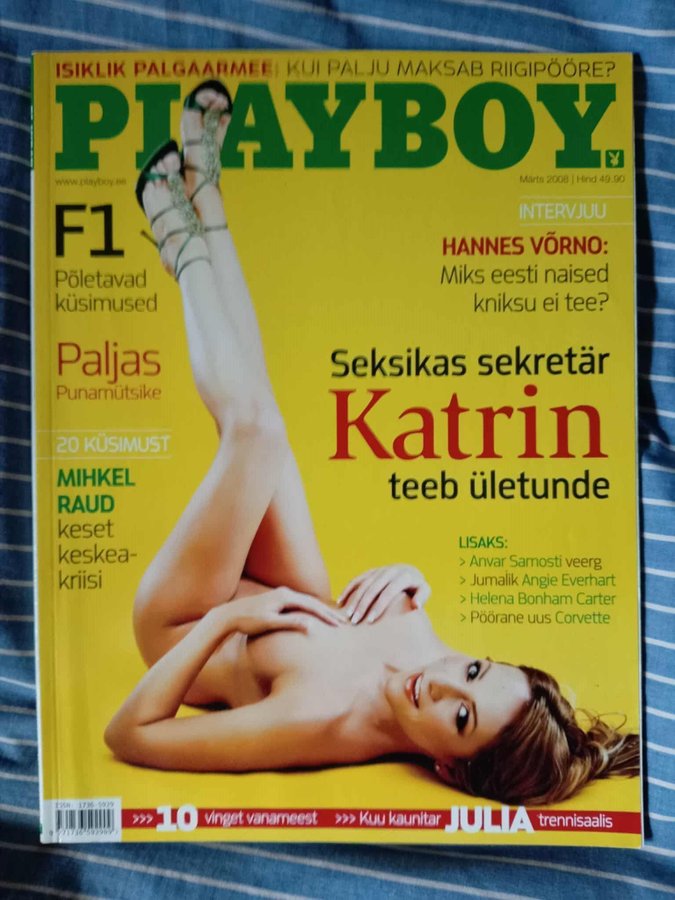 ISIKLIK PALGAARMEE | KUI PALJU MAKSAB RIIGIPÖÖRE?
PLAYBOY
www.playboy.ee
Märts 2008 | Hind 49.90
F1
Põletavad
küsimused
Paljas
Punamütsike
20 KÜSIMUST
MIHKEL
RAUD
keset
keskea-
kriisi
INTERVJUU
HANNES VÕRNO:
Miks eesti naised
kniksu ei tee?
Seksikas sekretär
Katrin
teeb ületunde
LISAKS:
> Anvar Samosti veerg
> Jumalik Angie Everhart
> Helena Bonham Carter
> Pöörane uus Corvette
ISSN: 1736-5929
>>> 10 vinget vanameest >>> Kuu kaunitar JULIA trennisaalis